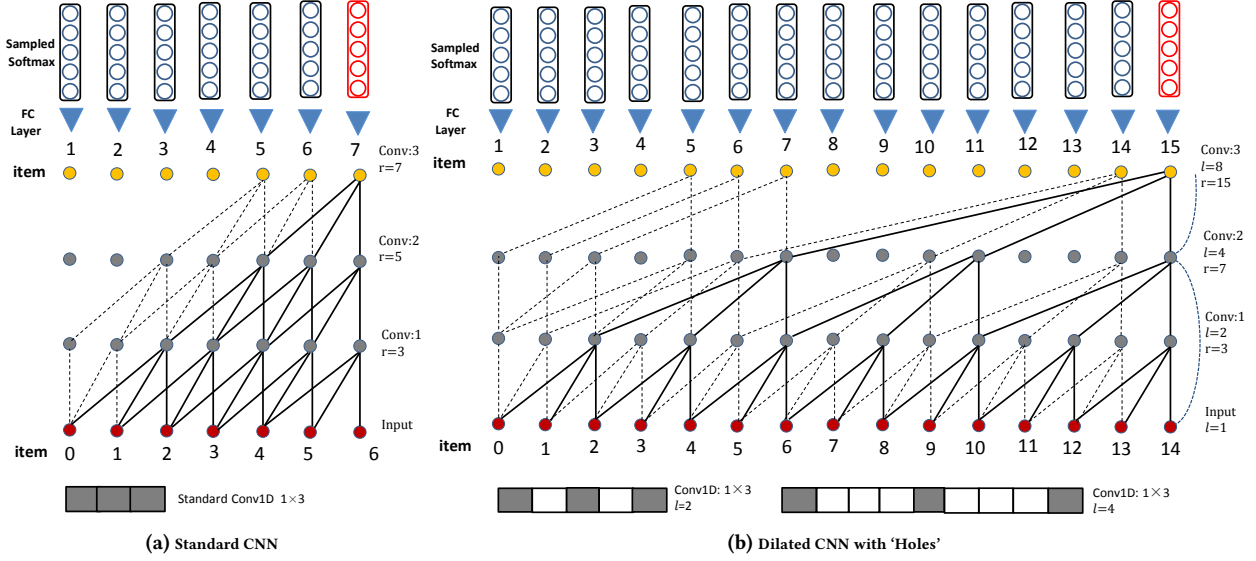 Sampled
Softmax
FC
Layer
1 2 3 4 5 6 7
item
Conv:3
r=7
Conv:2
r=5
Conv:1
r=3
Input
item
0 1 2 3 4 5 6
Standard Conv1D 1×3
(a) Standard CNN
Sampled
Softmax
FC
Layer
1 2 3 4 5 6 7 8 9 10 11 12 13 14 15
item
Conv:3
l=8
r=15
Conv:2
l=4
r=7
Conv:1
l=2
r=3
Input
l=1
item
0 1 2 3 4 5 6 7 8 9 10 11 12 13 14
Conv1D: 1×3
l=2
Conv1D: 1×3
l=4
(b) Dilated CNN with ‘Holes’